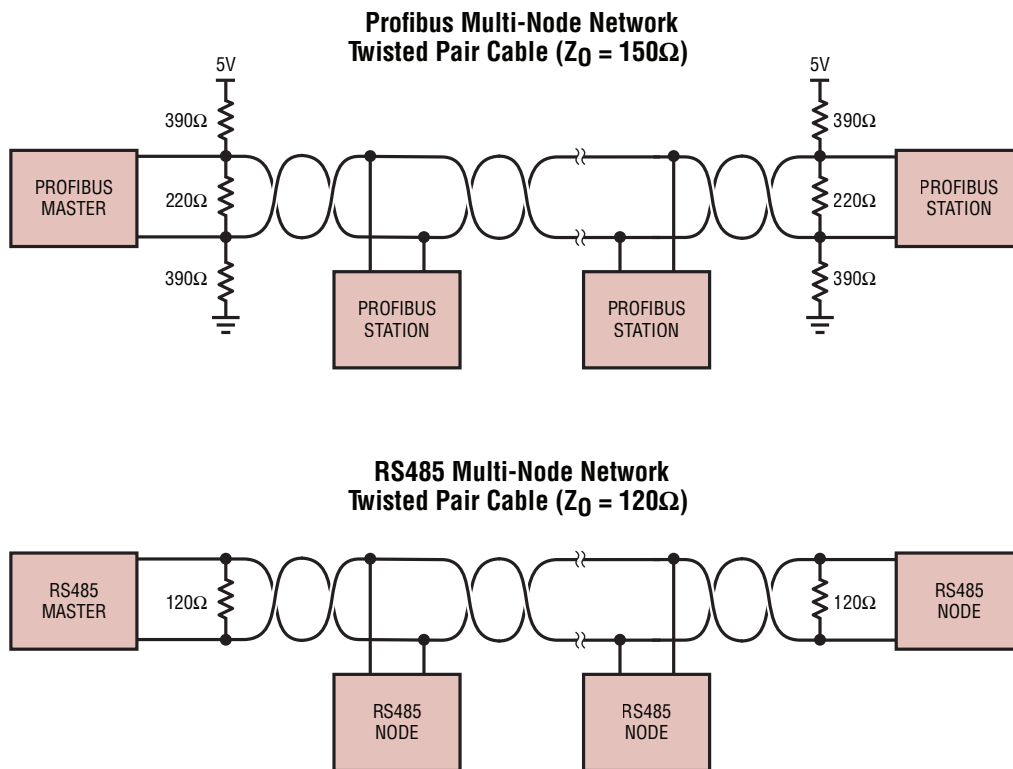 Profibus Multi-Node Network
Twisted Pair Cable (Z0 = 150Ω)
5V
5V
390Ω
390Ω
PROFIBUS
MASTER
220Ω
220Ω
PROFIBUS
STATION
390Ω
390Ω
PROFIBUS
STATION
PROFIBUS
STATION
RS485 Multi-Node Network
Twisted Pair Cable (Z0 = 120Ω)
RS485
MASTER
120Ω
120Ω
RS485
NODE
RS485
NODE
RS485
NODE